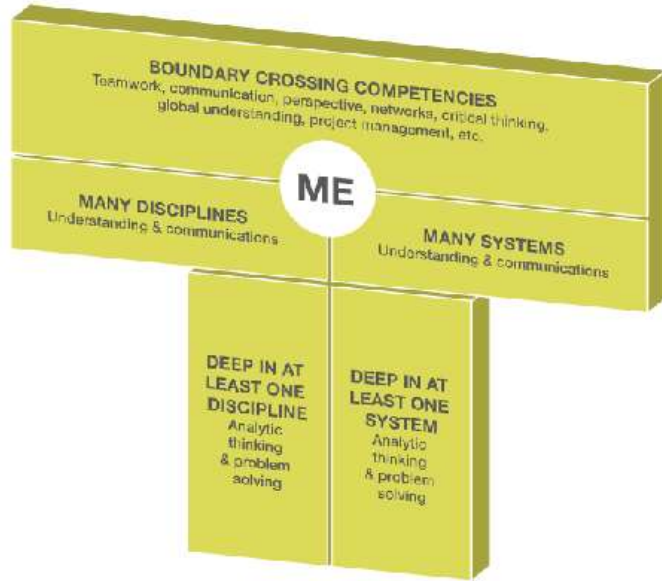 BOUNDARY CROSSING COMPETENCIES
Teamwork, communication, perspective, networks, critical thinking,
global understanding, project management, etc.
ME
MANY DISCIPLINES
Understanding & communications
MANY SYSTEMS
Understanding & communications
DEEP IN AT
LEAST ONE
DISCIPLINE
Analytic
thinking
& problem
solving
DEEP IN AT
LEAST ONE
SYSTEM
Analytic
thinking
& problem
solving